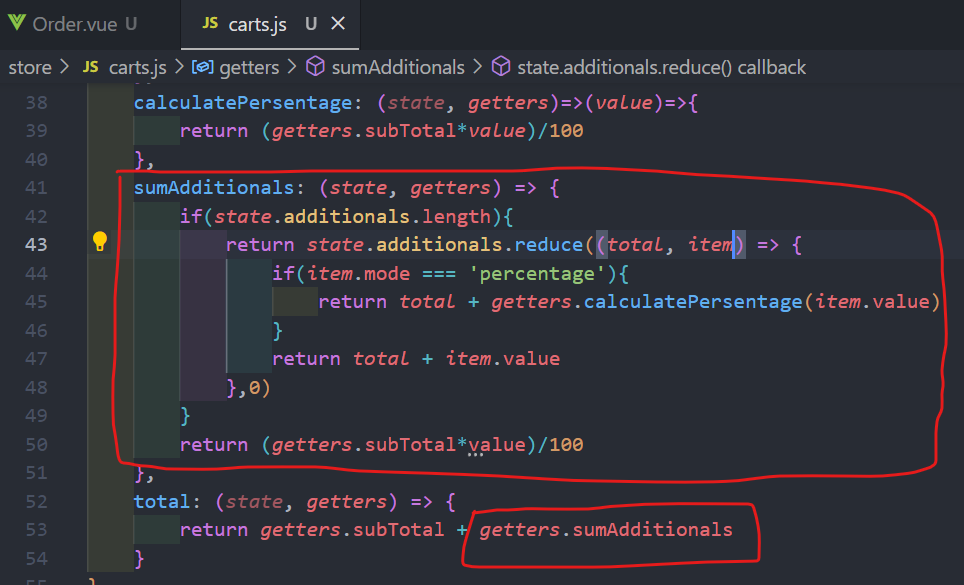 Order.vue U
JS carts.js U
store > JS carts.js > getters > sumAdditionals > state.additionals.reduce() callback
38 calculatePersentage: (state, getters)=>(value)=>{
39 return (getters.subTotal*value)/100
40 },
41 sumAdditionals: (state, getters) => {
42 if(state.additionals.length){
43 return state.additionals.reduce((total, item) => {
44 if(item.mode === 'percentage'){
45 return total + getters.calculatePersentage(item.value)
46 }
47 return total + item.value
48 },0)
49 }
50 return (getters.subTotal*value)/100
51 },
52 total: (state, getters) => {
53 return getters.subTotal + getters.sumAdditionals
54 }
55 }